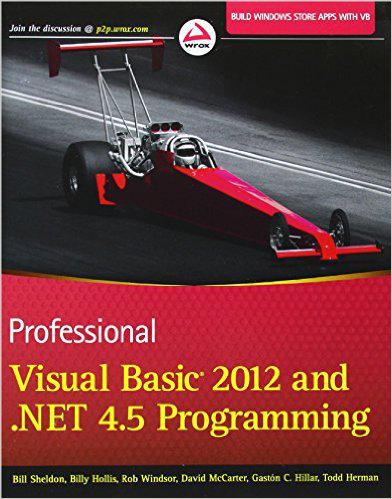 Join the discussion @ p2p.wrox.com
wrox
BUILD WINDOWS STORE APPS WITH VB
Professional
Visual Basic® 2012 and
.NET 4.5 Programming
Bill Sheldon, Billy Hollis, Rob Windsor, David McCarter, Gastón C. Hillar, Todd Herman